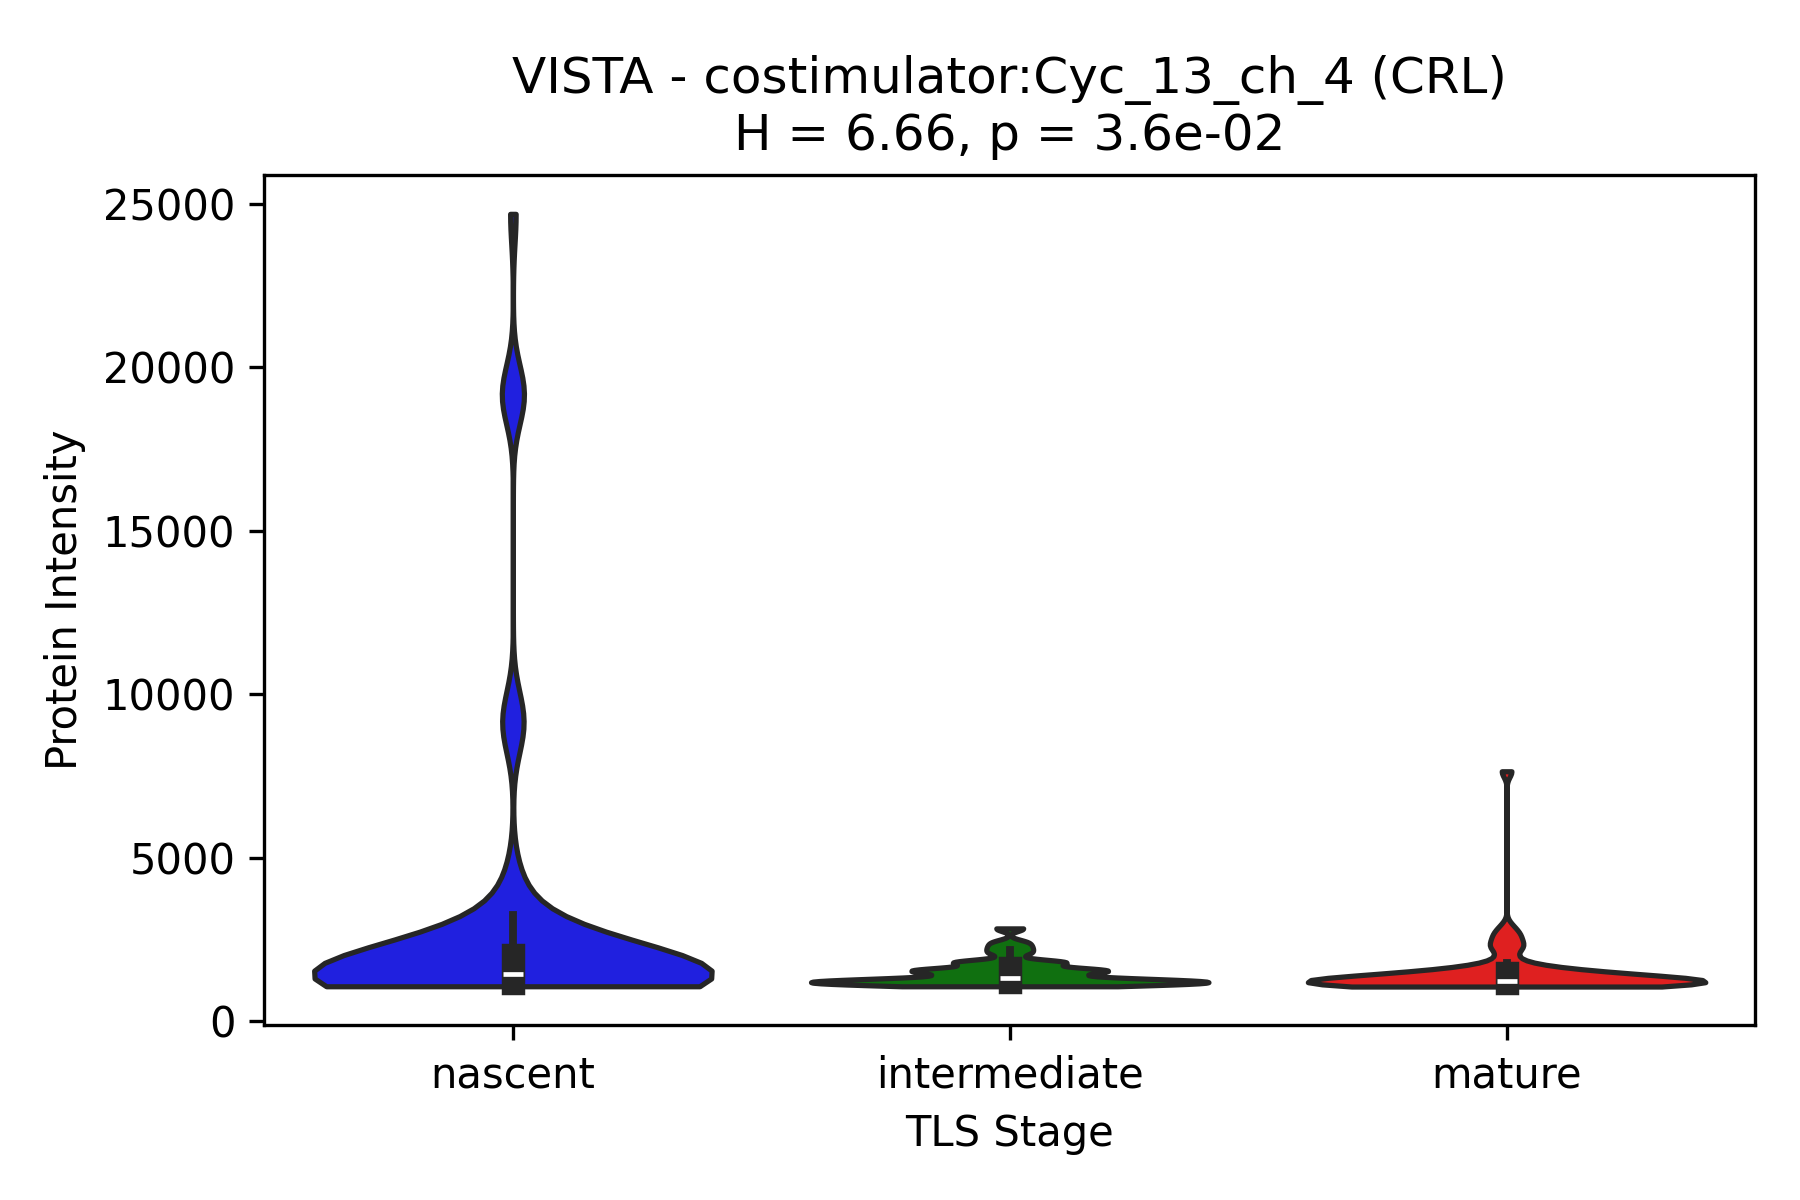 VISTA - costimulator:Cyc_13_ch_4 (CRL)
H = 6.66, p = 3.6e-02
Protein Intensity
25000
20000
15000
10000
5000
0
nascent
intermediate
mature
TLS Stage